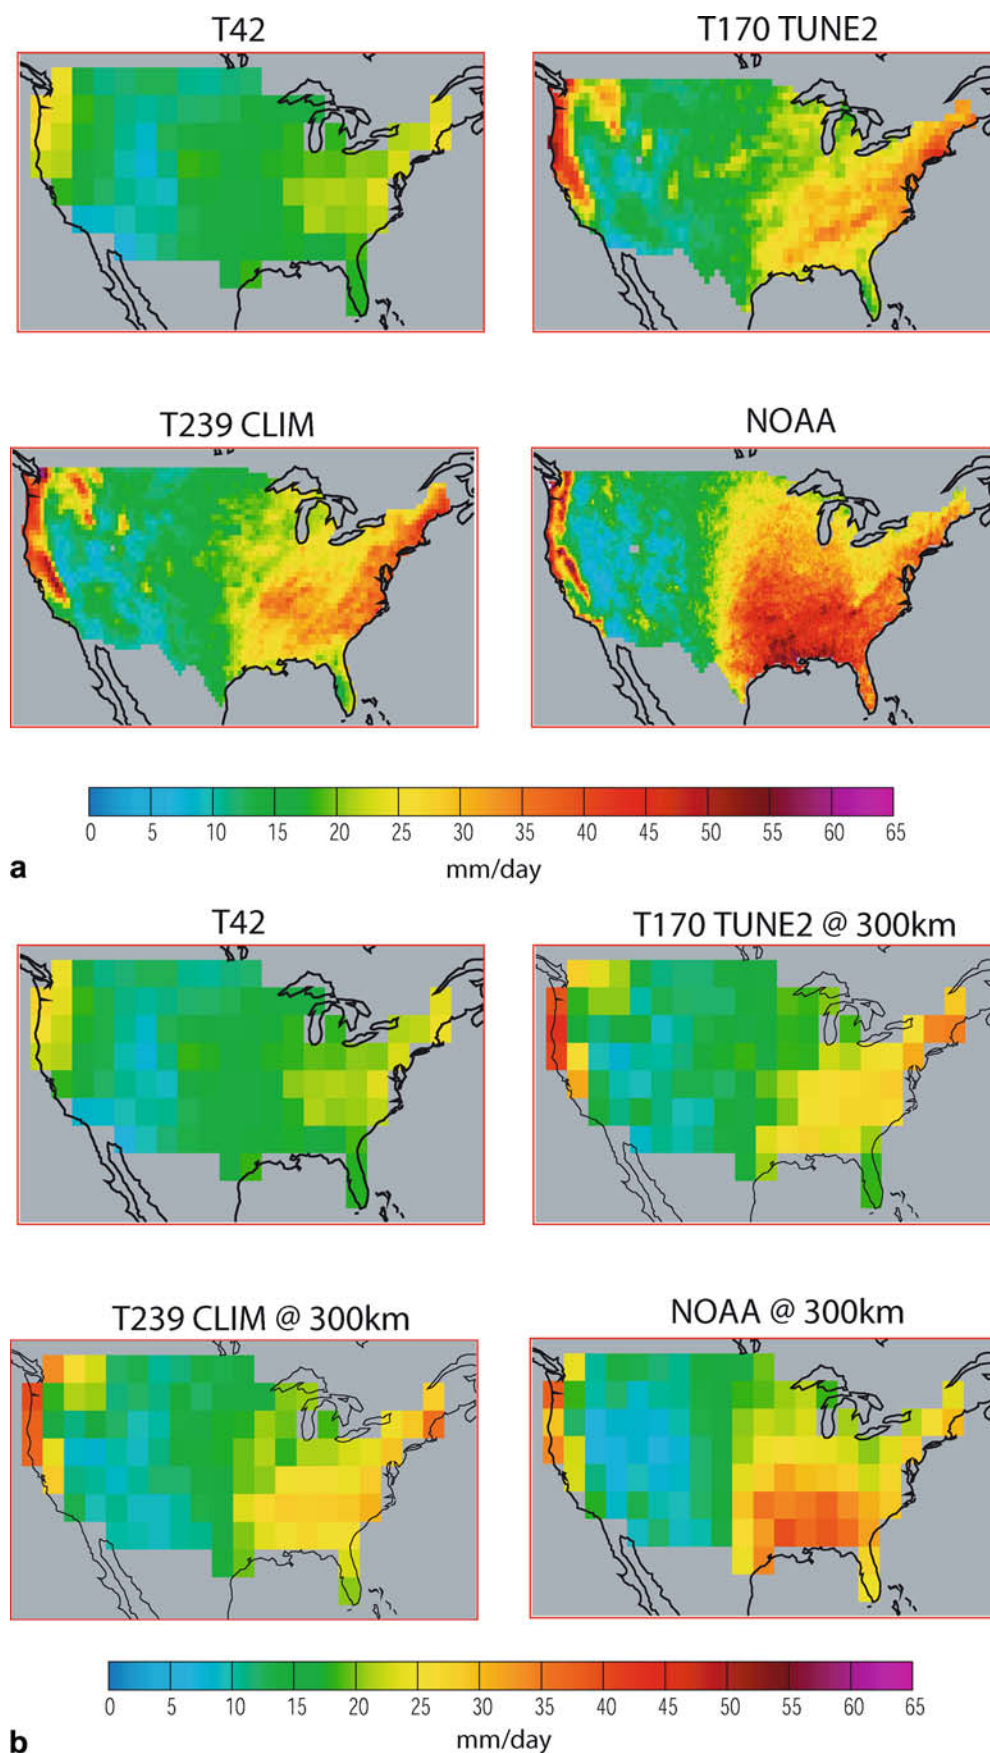 T42 T170 TUNE2
T239 CLIM NOAA
0 5 10 15 20 25 30 35 40 45 50 55 60 65
mm/day
a
T42 T170 TUNE2 @ 300km
T239 CLIM @ 300km NOAA @ 300km
0 5 10 15 20 25 30 35 40 45 50 55 60 65
mm/day
b